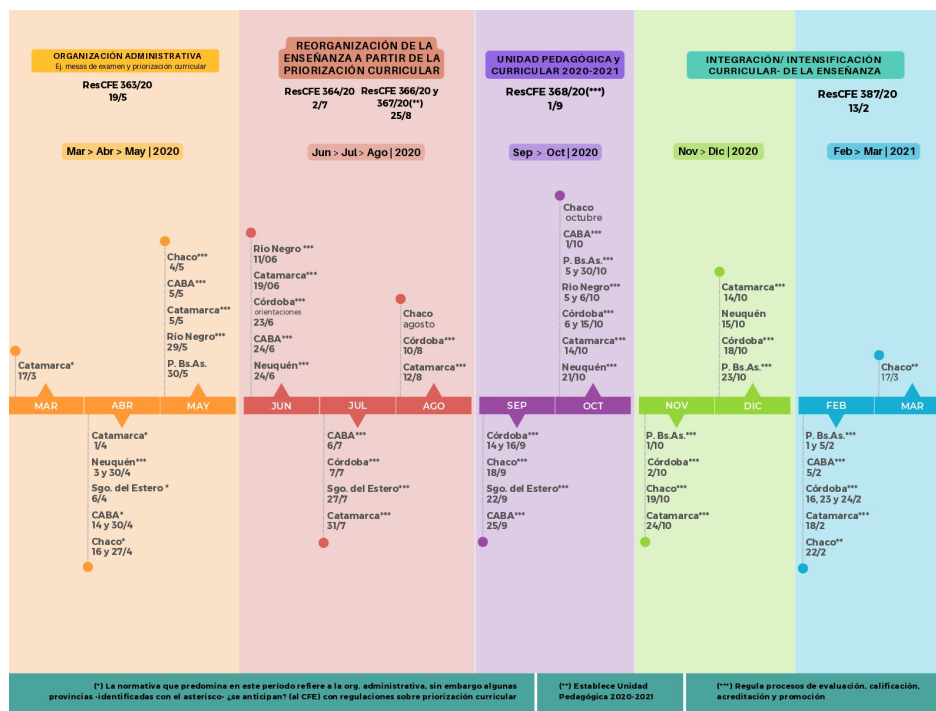 ORGANIZACIÓN ADMINISTRATIVA
Ej. mesas de examen y priorización curricular
ResCFE 363/20
19/5
Mar > Abr > May | 2020
REORGANIZACIÓN DE LA
ENSEÑANZA A PARTIR DE LA
PRIORIZACIÓN CURRICULAR
ResCFE 364/20
2/7
ResCFE 366/20 y
367/20(**)
25/8
Jun > Jul > Ago | 2020
UNIDAD PEDAGÓGICA y
CURRICULAR 2020-2021
ResCFE 368/20(***)
1/9
Sep > Oct | 2020
INTEGRACIÓN/ INTENSIFICACIÓN
CURRICULAR- DE LA ENSEÑANZA
ResCFE 387/20
13/2
Nov > Dic | 2020
Feb > Mar | 2021
Catamarca*
17/3
Chaco***
4/5
CABA***
5/5
Catamarca***
5/5
Río Negro***
29/5
P. Bs.As.
30/5
Rio Negro ***
11/06
Catamarca***
19/06
Córdoba***
orientaciones
23/6
CABA***
24/6
Neuquén***
24/6
Chaco
agosto
Córdoba***
10/8
Catamarca***
12/8
Chaco
octubre
CABA***
1/10
P. Bs.As.***
5 y 30/10
Río Negro***
5 y 6/10
Córdoba***
6 y 15/10
Catamarca***
14/10
Neuquén***
21/10
Catamarca***
14/10
Neuquén
15/10
Córdoba***
18/10
P. Bs.As.***
23/10
Chaco**
17/3
MAR
ABR
MAY
JUN
JUL
AGO
SEP
OCT
NOV
DIC
FEB
MAR
Catamarca*
1/4
Neuquén***
3 y 30/4
Sgo. del Estero *
6/4
CABA*
14 y 30/4
Chaco*
16 y 27/4
CABA***
6/7
Córdoba***
7/7
Sgo. del Estero***
27/7
Catamarca***
31/7
Córdoba***
14 y 16/9
Chaco***
18/9
Sgo. del Estero***
22/9
CABA***
25/9
P. Bs.As.***
1/10
Córdoba***
2/10
Chaco***
19/10
Catamarca***
24/10
P. Bs.As.***
1 y 5/2
CABA***
5/2
Córdoba***
16, 23 y 24/2
Catamarca***
18/2
Chaco**
22/2
(*) La normativa que predomina en este período refiere a la org. administrativa, sin embargo algunas
provincias -identificadas con el asterisco- ¿se anticipan? (al CFE) con regulaciones sobre priorización curricular
(**) Establece Unidad
Pedagógica 2020-2021
(***) Regula procesos de evaluación, calificación,
acreditación y promoción